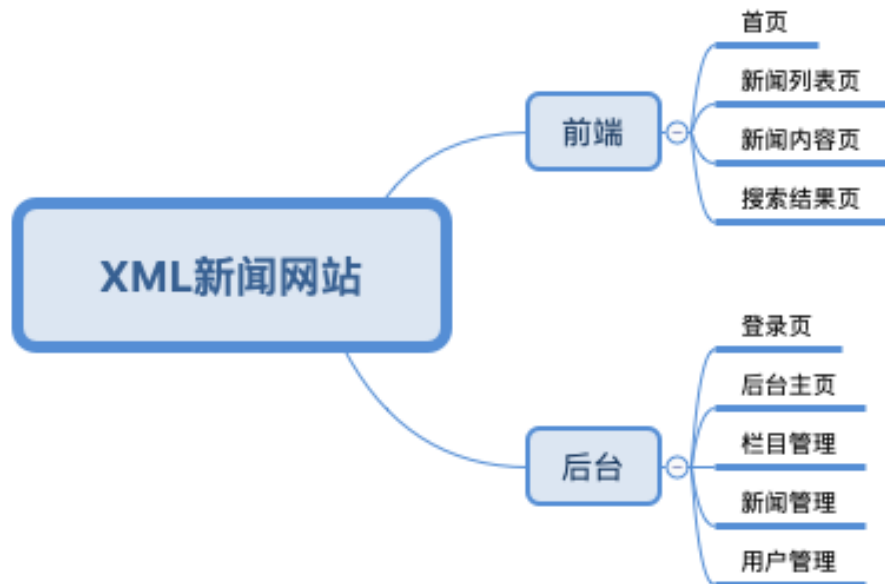 XML新闻网站
前端
首页
新闻列表页
新闻内容页
搜索结果页
后台
登录页
后台主页
栏目管理
新闻管理
用户管理